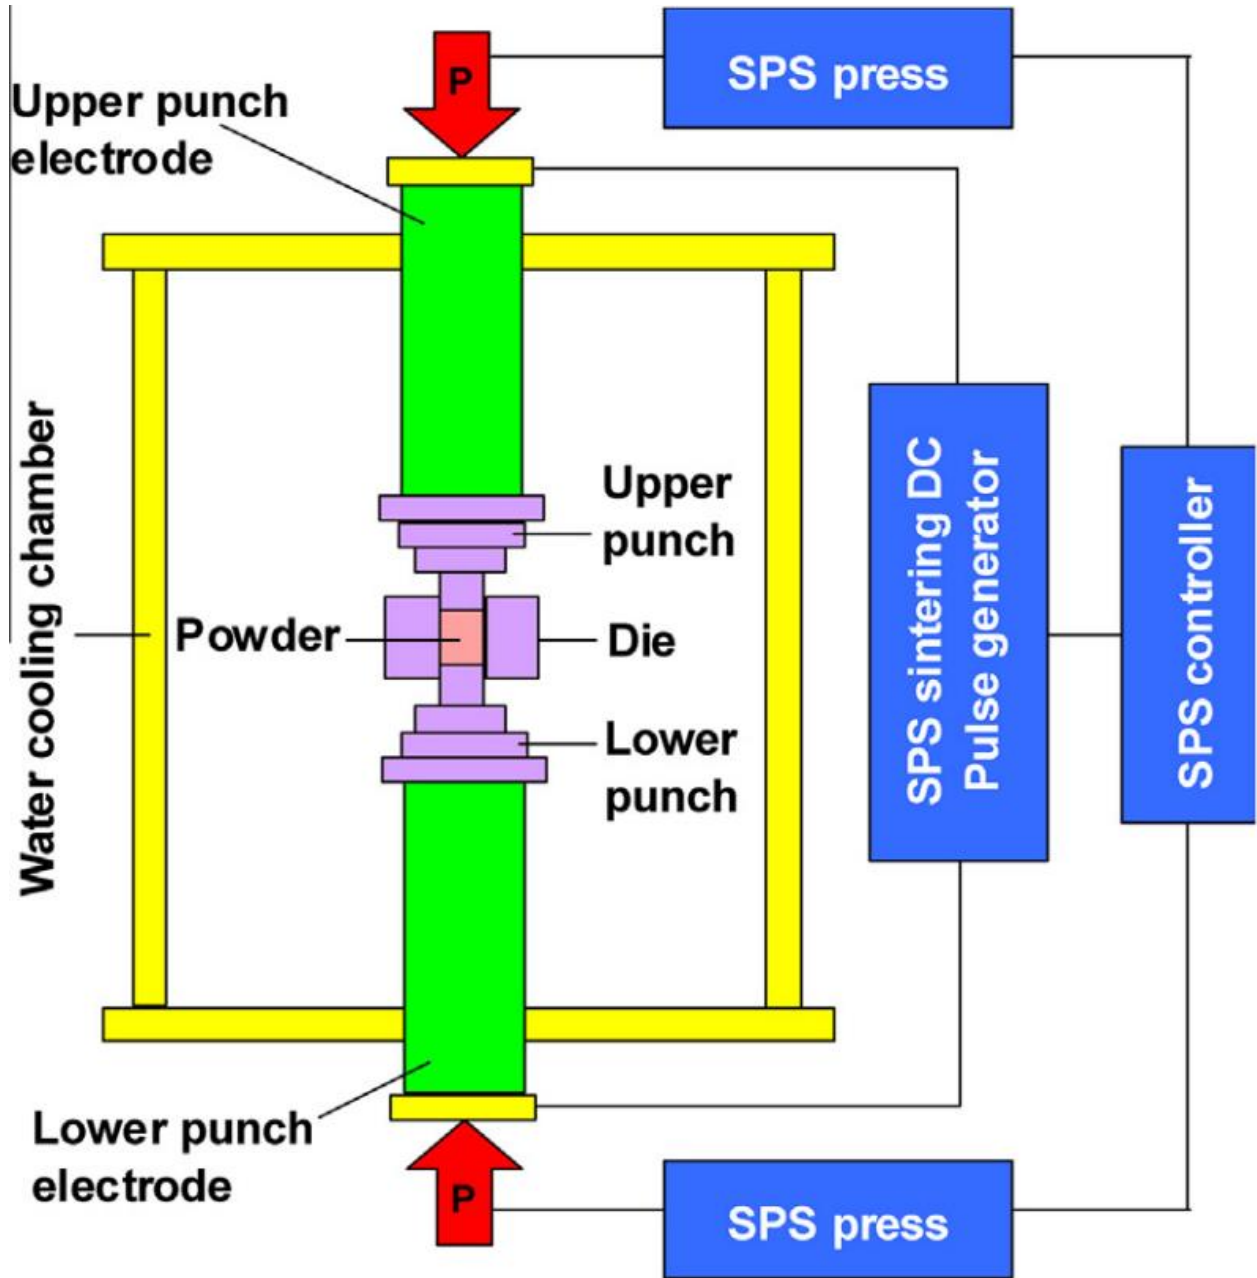 P
SPS press
Upper punch
electrode
Water cooling chamber
Upper
punch
Powder
Die
Lower
punch
SPS sintering DC
Pulse generator
SPS controller
Lower punch
electrode
P
SPS press